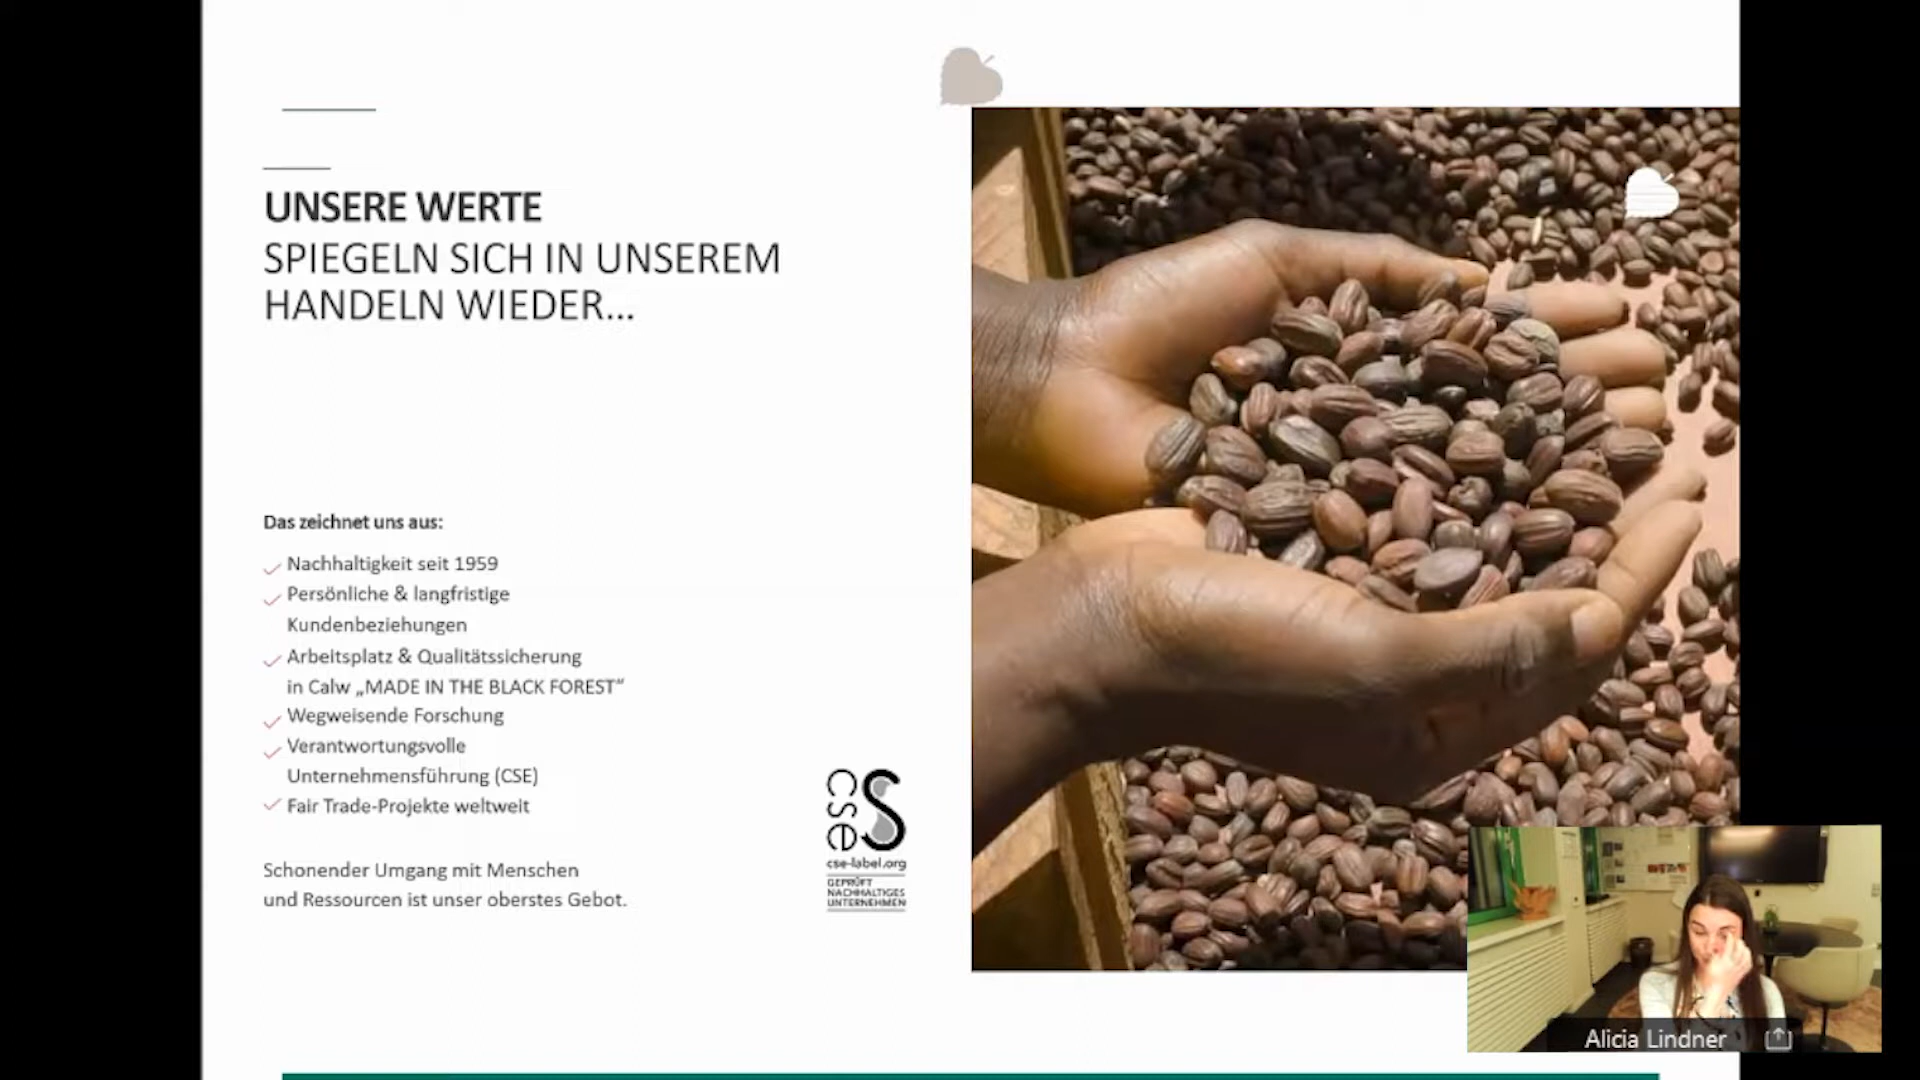 UNSERE WERTE
SPIEGELN SICH IN UNSEREM
HANDELN WIEDER...
Das zeichnet uns aus:
Nachhaltigkeit seit 1959
Persönliche & langfristige
Kundenbeziehungen
Arbeitsplatz & Qualitätssicherung
in Calw „MADE IN THE BLACK FOREST“
Wegweisende Forschung
Verantwortungsvolle
Unternehmensführung (CSE)
Fair Trade-Projekte weltweit
Schonender Umgang mit Menschen
und Ressourcen ist unser oberstes Gebot.
cse
cse-label.org
GEPRÜFT
NACHHALTIGES
UNTERNEHMEN
Alicia Lindner